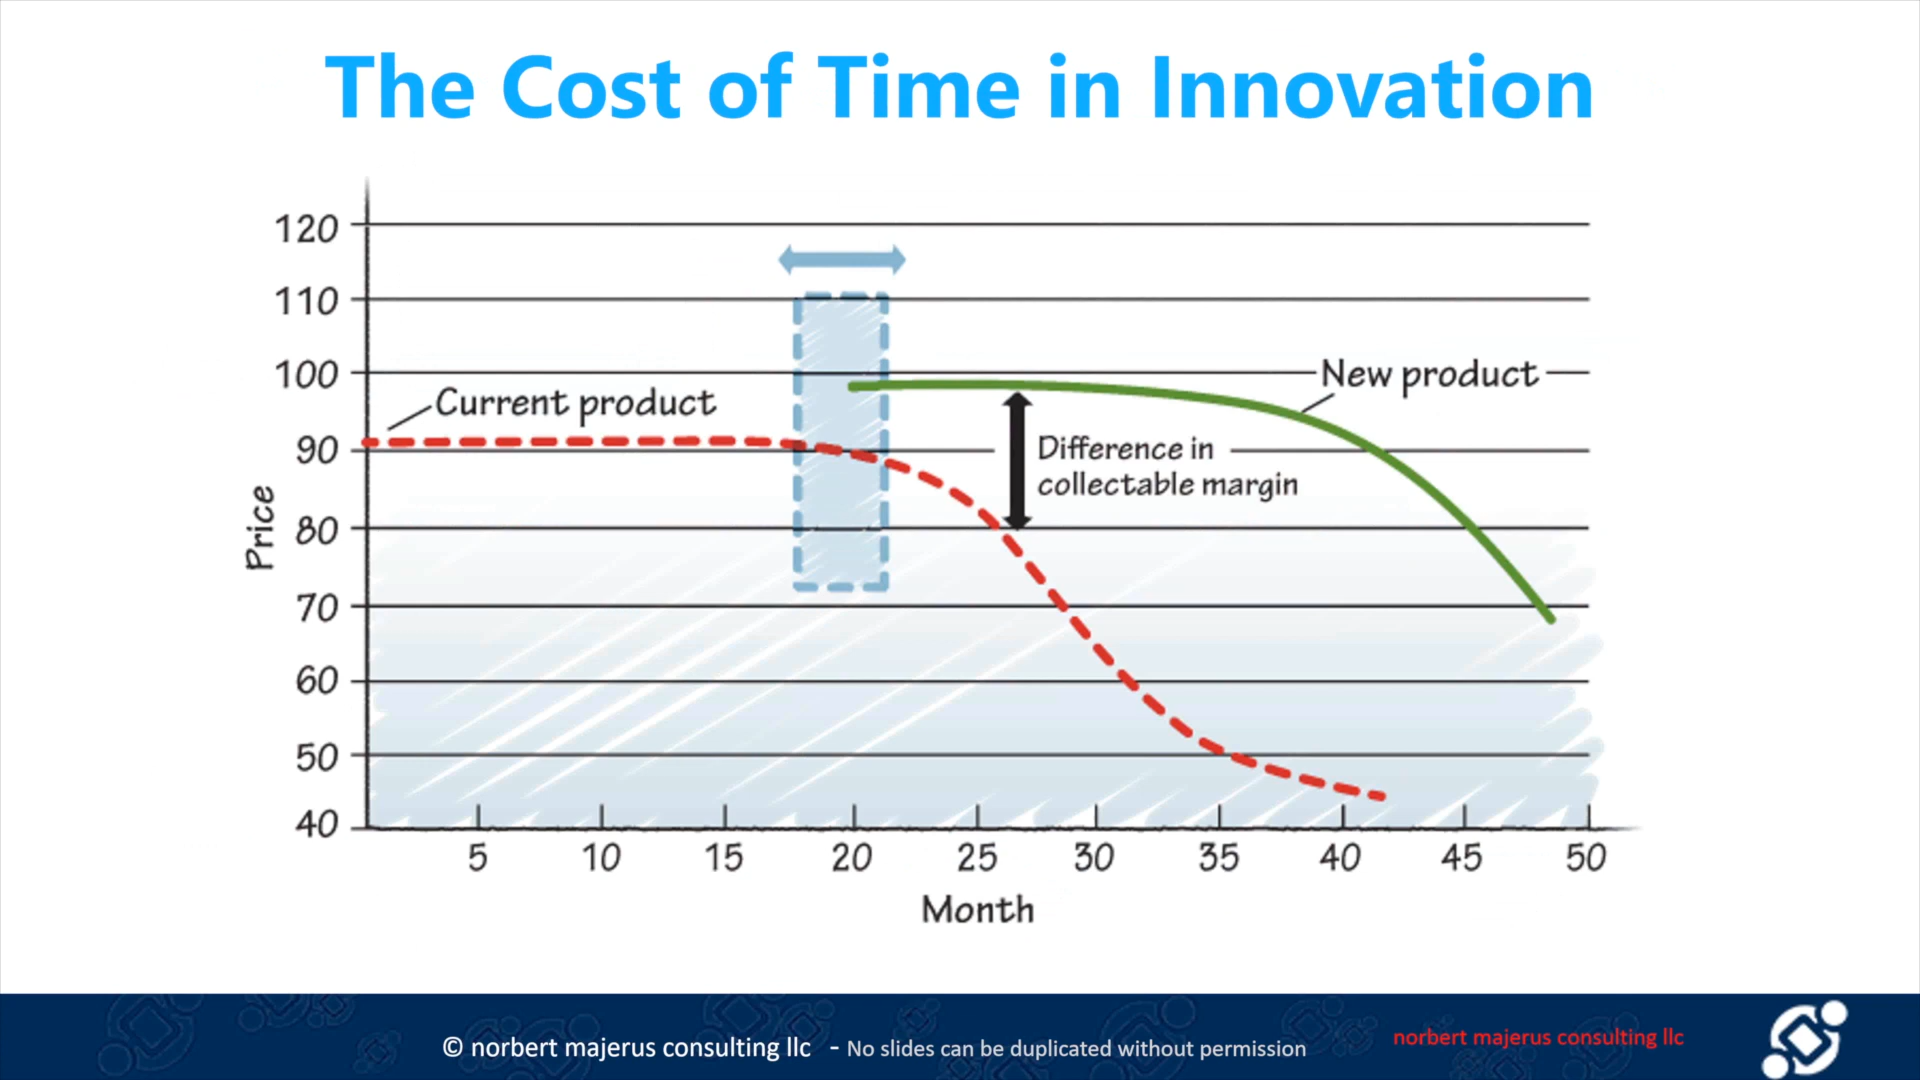 The Cost of Time in Innovation
120
110
100
90
80
70
60
50
40
Price
Current product
New product
Difference in
collectable margin
5 10 15 20 25 30 35 40 45 50
Month
© norbert majerus consulting llc - No slides can be duplicated without permission
norbert majerus consulting llc